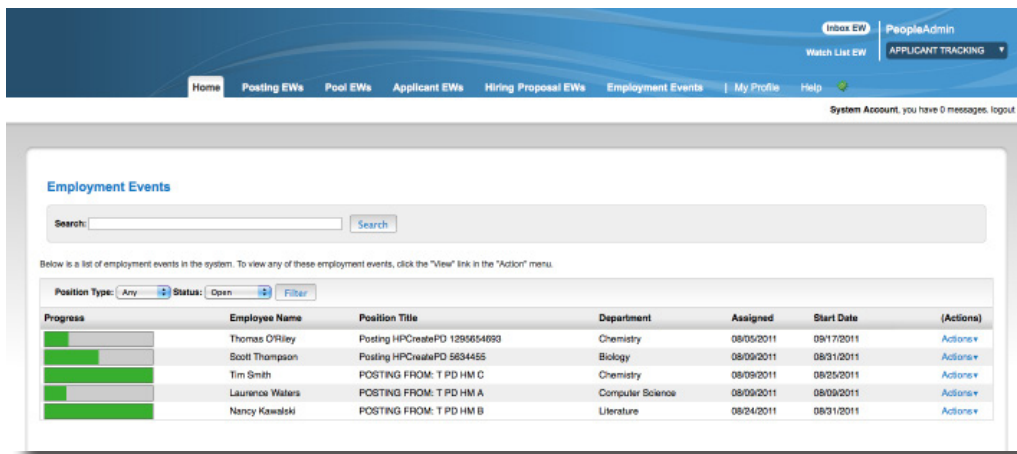 Inbox EW
PeopleAdmin
Watch List EW
APPLICANT TRACKING
Home Posting EWs Pool EWs Applicant EWs Hiring Proposal EWs Employment Events | My Profile Help
System Account, you have 0 messages. logout
Employment Events
Search: Search
Below is a list of employment events in the system. To view any of these employment events, click the "View" link in the "Action" menu.
Position Type: Any Status: Open Filter
Progress Employee Name Position Title Department Assigned Start Date (Actions)
Thomas O'Riley Posting HPCreatePD 1295654693 Chemistry 08/05/2011 09/17/2011 Actions
Scott Thompson Posting HPCreatePD 5634455 Biology 08/09/2011 08/31/2011 Actions
Tim Smith POSTING FROM: T PD HM C Chemistry 08/09/2011 08/25/2011 Actions
Laurence Waters POSTING FROM: T PD HM A Computer Science 08/09/2011 08/09/2011 Actions
Nancy Kawalski POSTING FROM: T PD HM B Literature 08/24/2011 08/31/2011 Actions